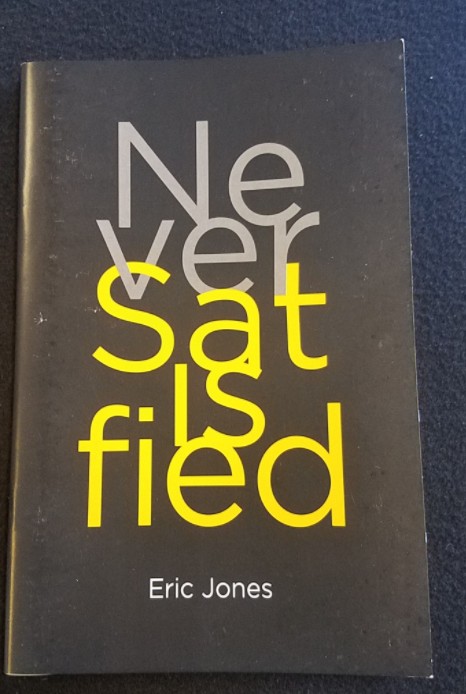 Ne
ver
Sat
is
fied
Eric Jones